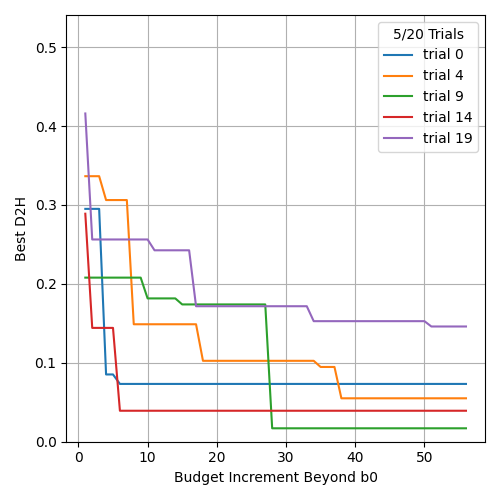 5/20 Trials
trial 0
trial 4
trial 9
trial 14
trial 19
Best D2H
0.5
0.4
0.3
0.2
0.1
0.0
0 10 20 30 40 50
Budget Increment Beyond b0